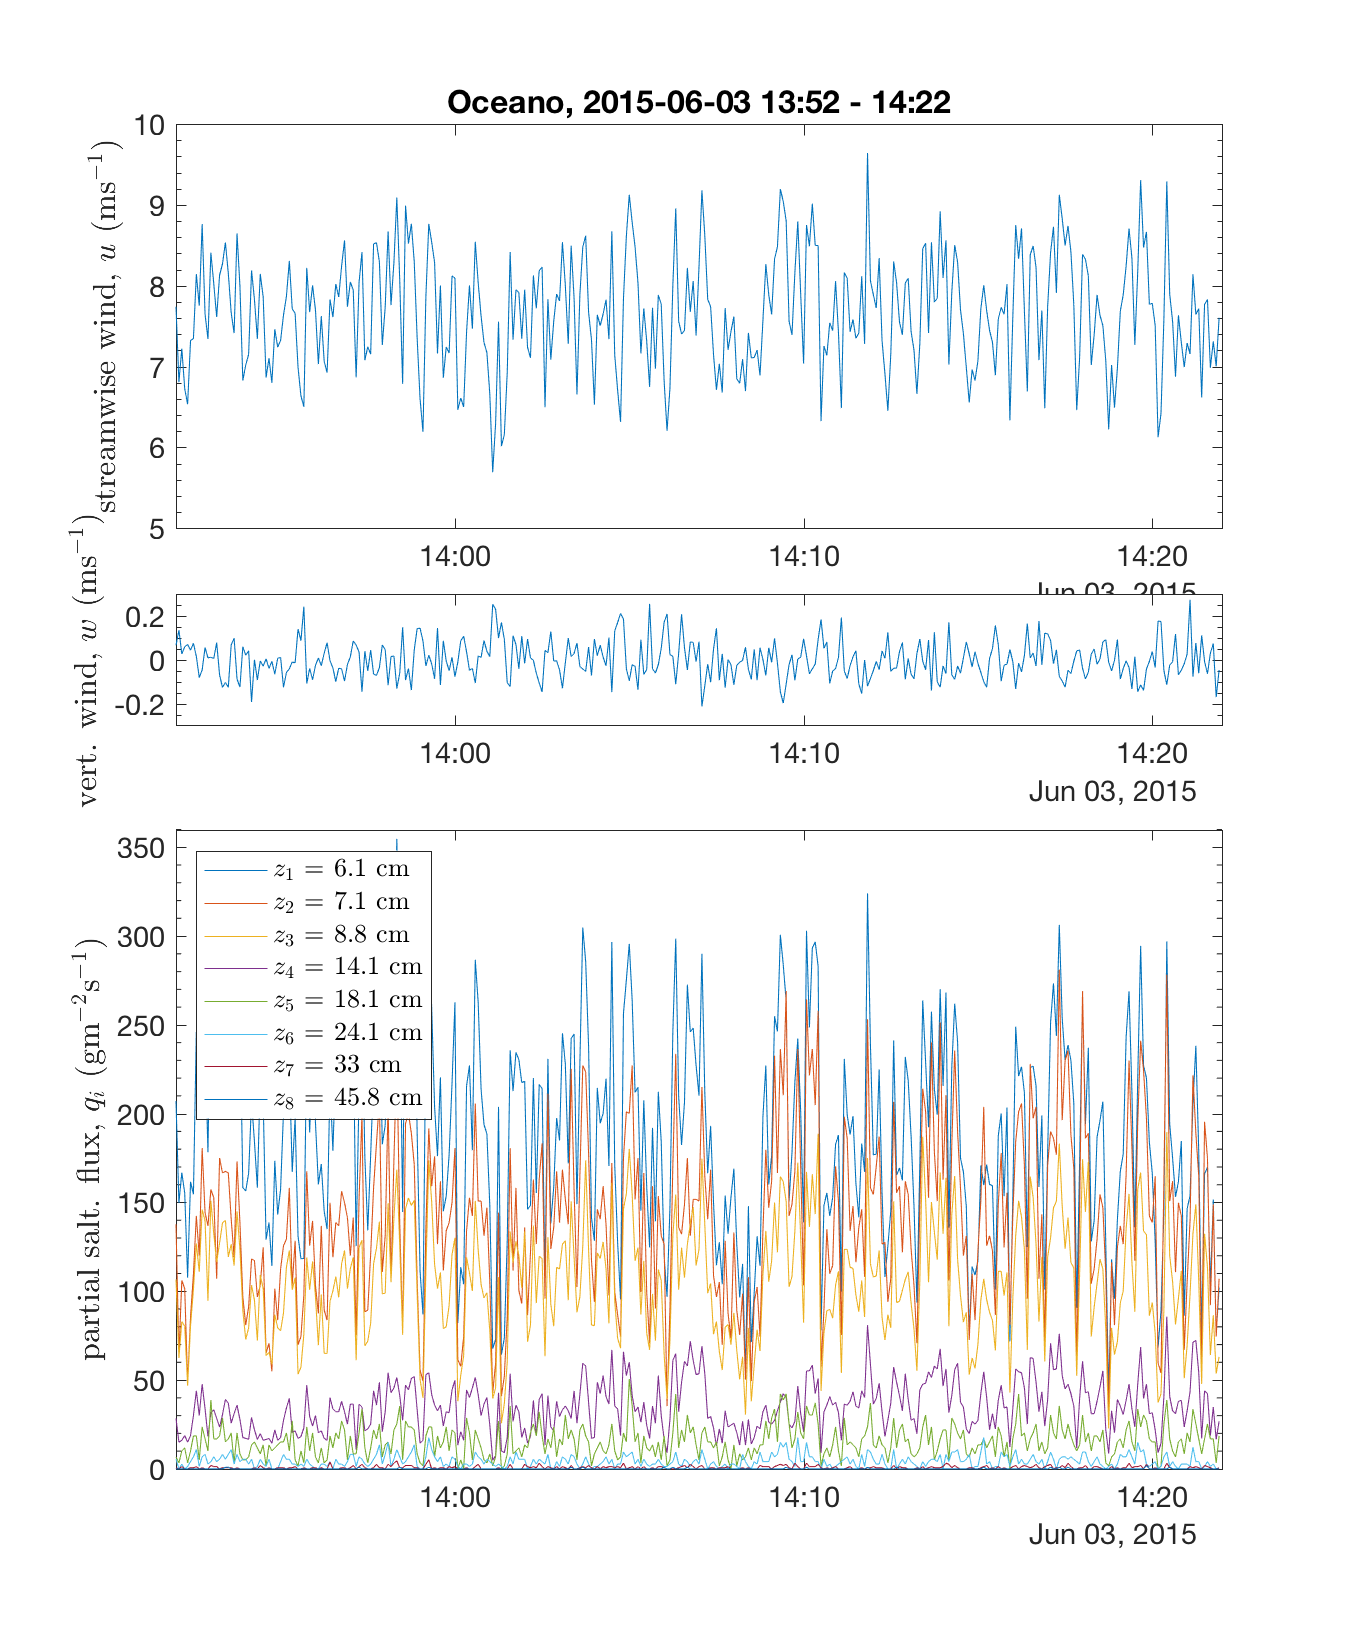 Oceano, 2015-06-03 13:52 - 14:22
streamwise wind, u (ms⁻¹)
10
9
8
7
6
5
14:00 14:10 14:20
Jun 03, 2015
vert. wind, w (ms⁻¹)
0.2
0
-0.2
14:00 14:10 14:20
Jun 03, 2015
partial salt. flux, qᵢ (gm⁻²s⁻¹)
350
300
250
200
150
100
50
0
z₁ = 6.1 cm
z₂ = 7.1 cm
z₃ = 8.8 cm
z₄ = 14.1 cm
z₅ = 18.1 cm
z₆ = 24.1 cm
z₇ = 33 cm
z₈ = 45.8 cm
14:00 14:10 14:20
Jun 03, 2015